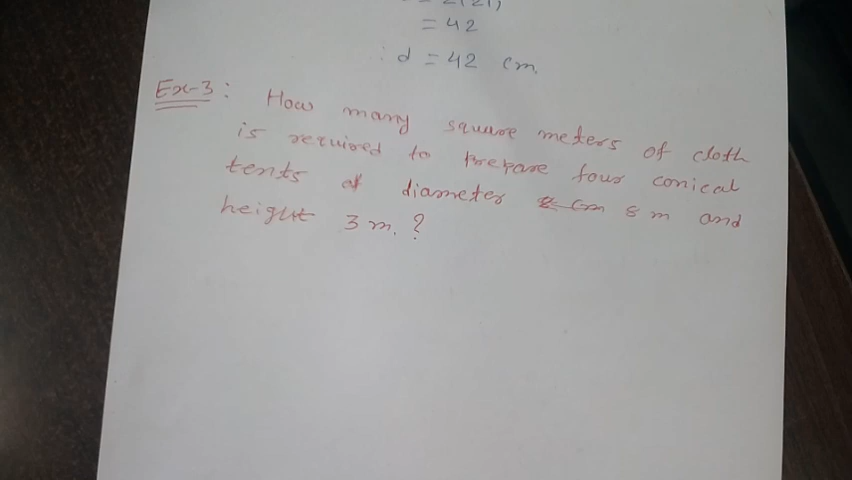 = 42
∴ d = 42 cm.
Ex-3: How many square meters of cloth
is required to prepare four conical
tents of diameter 8 m and
height 3 m. ?